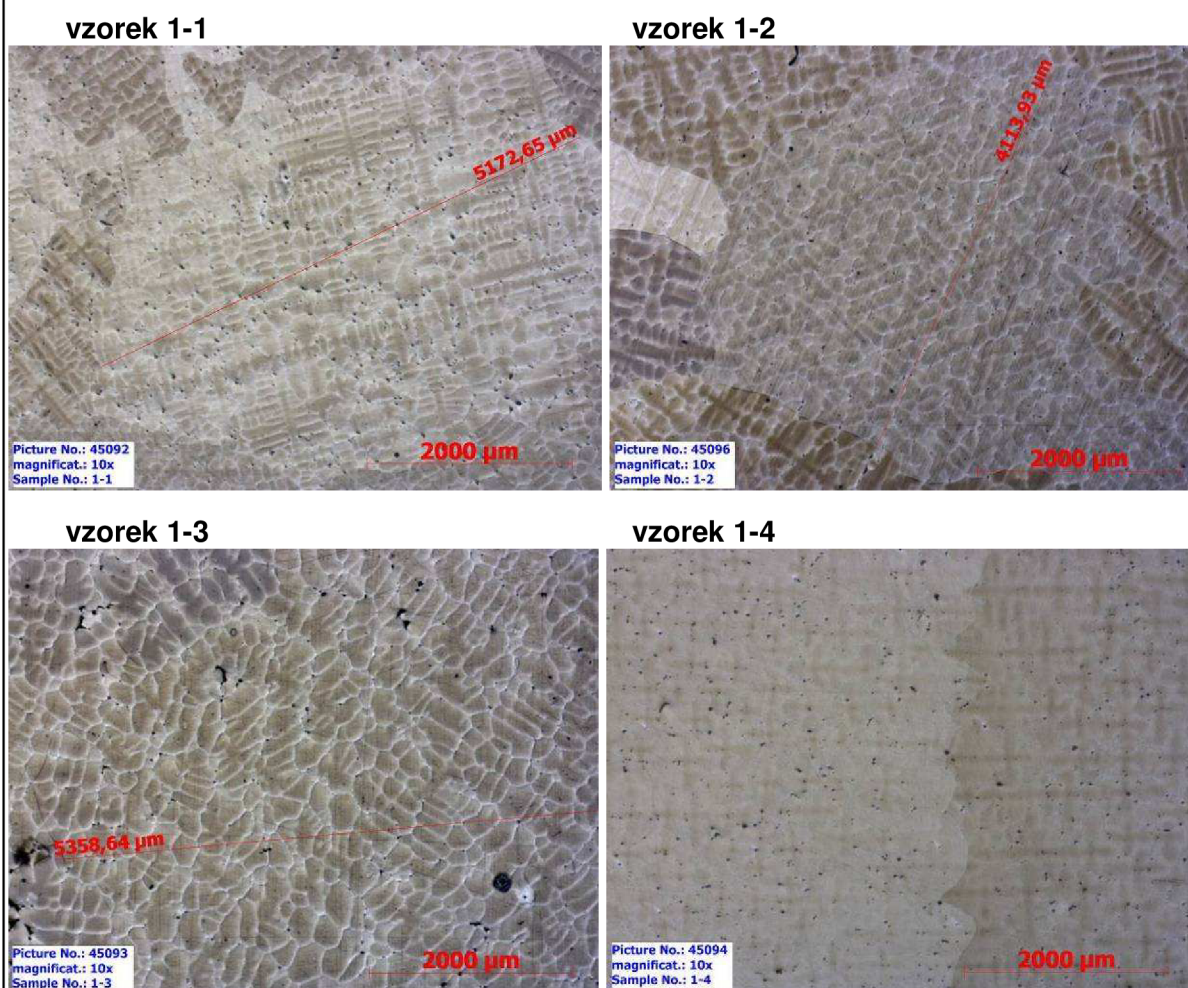 vzorek 1-1
5172,65 µm
2000 µm
Picture No.: 45092
magnificat.: 10x
Sample No.: 1-1
vzorek 1-2
4113,93 µm
2000 µm
Picture No.: 45096
magnificat.: 10x
Sample No.: 1-2
vzorek 1-3
5358,64 µm
2000 µm
Picture No.: 45093
magnificat.: 10x
Sample No.: 1-3
vzorek 1-4
2000 µm
Picture No.: 45094
magnificat.: 10x
Sample No.: 1-4